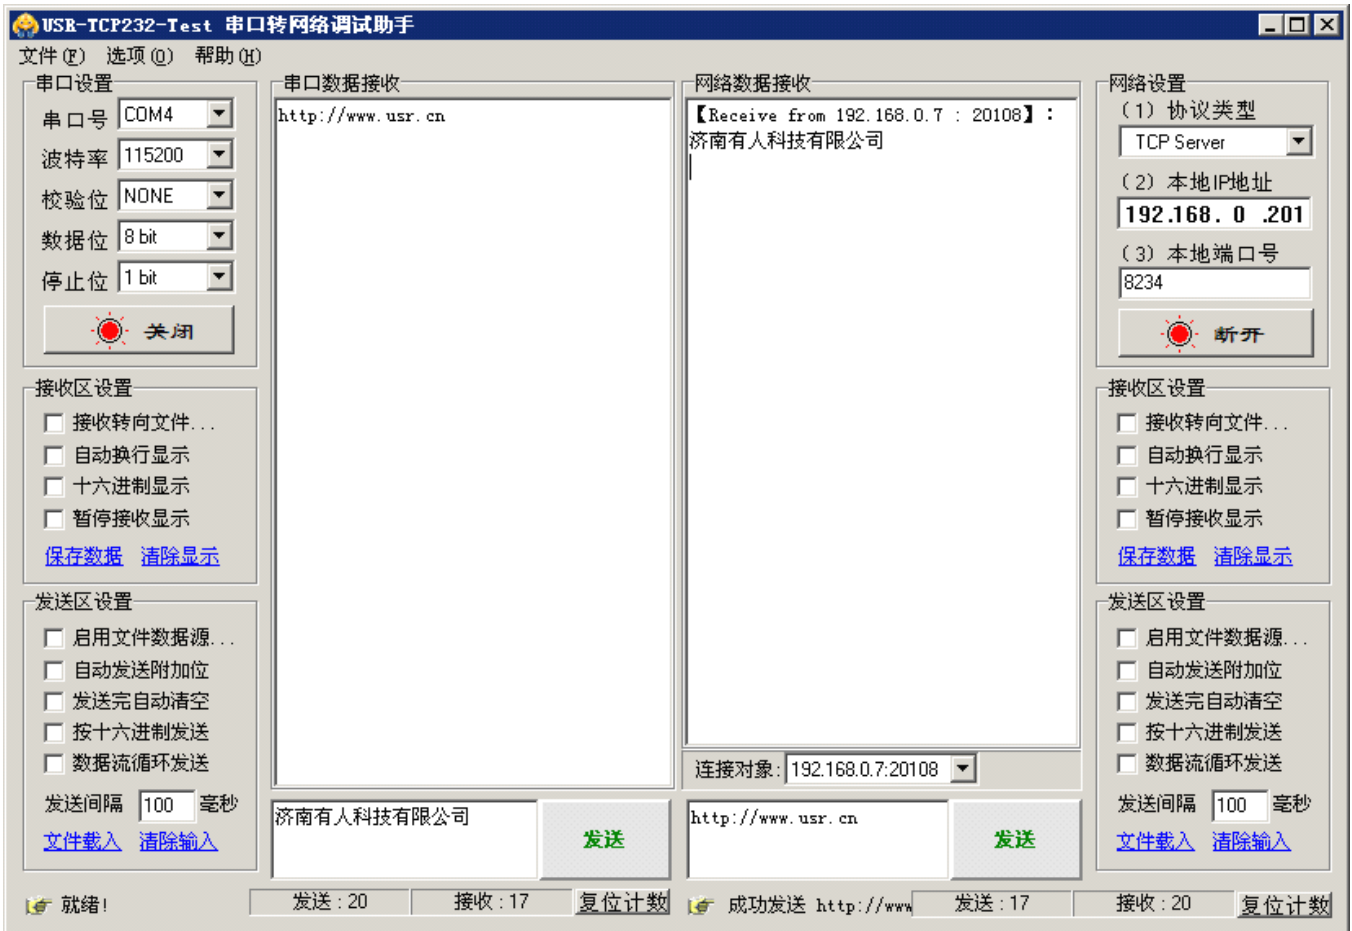 USR-TCP232-Test 串口转网络调试助手
文件(F) 选项(O) 帮助(H)
串口设置
串口号 COM4
波特率 115200
校验位 NONE
数据位 8 bit
停止位 1 bit
关闭
接收区设置
接收转向文件...
自动换行显示
十六进制显示
暂停接收显示
保存数据 清除显示
发送区设置
启用文件数据源...
自动发送附加位
发送完自动清空
按十六进制发送
数据流循环发送
发送间隔 100 毫秒
文件载入 清除输入
串口数据接收
http://www.usr.cn
济南有人科技有限公司
发送
网络数据接收
【Receive from 192.168.0.7 : 20108】:
济南有人科技有限公司
连接对象: 192.168.0.7:20108
http://www.usr.cn
发送
网络设置
(1) 协议类型
TCP Server
(2) 本地IP地址
192.168. 0 .201
(3) 本地端口号
8234
断开
接收区设置
接收转向文件...
自动换行显示
十六进制显示
暂停接收显示
保存数据 清除显示
发送区设置
启用文件数据源...
自动发送附加位
发送完自动清空
按十六进制发送
数据流循环发送
发送间隔 100 毫秒
文件载入 清除输入
就绪! 发送:20 接收:17 复位计数
成功发送 http://www 发送:17 接收:20 复位计数